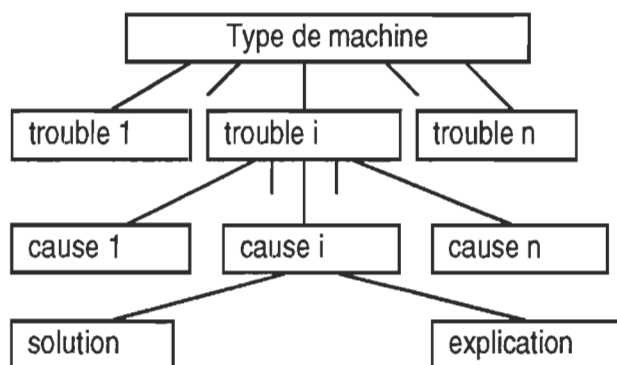 Type de machine
trouble 1
trouble i
trouble n
cause 1
cause i
cause n
solution
explication